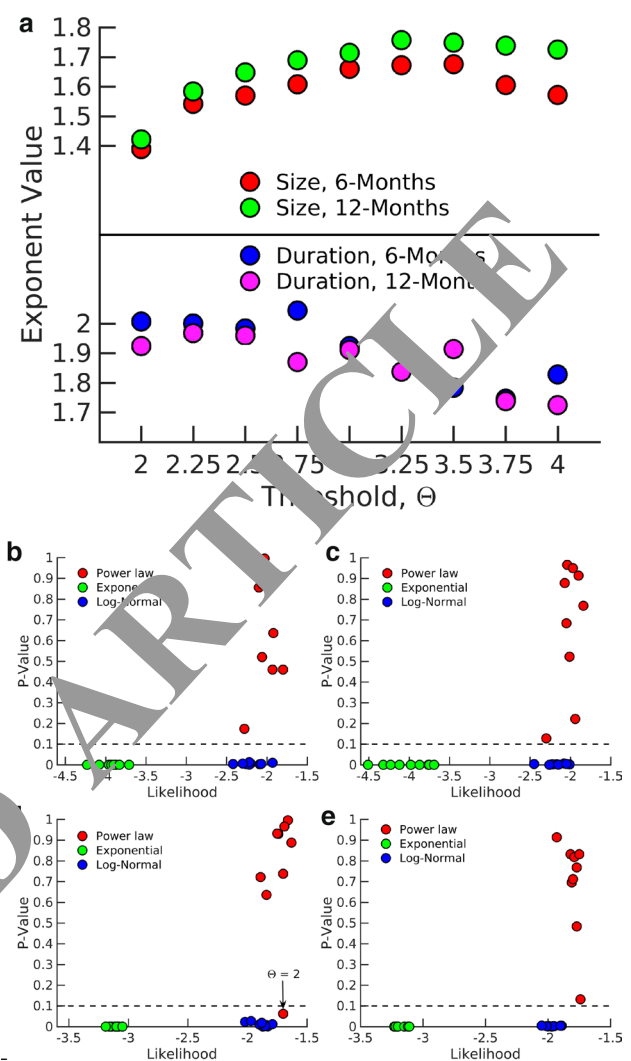 a
1.8
1.7
1.6
1.5
1.4
Exponent Value
Size, 6-Months
Size, 12-Months
Duration, 6-Months
Duration, 12-Mont
2
1.9
1.8
1.7
2 2.25 2.5 .75 3.25 3.5 3.75 4
Threshold, Θ
ARTICLE
b
1
0.9
0.8
0.7
0.6
0.5
0.4
0.3
0.2
0.1
0
P-Value
Power law
Log-Normal
-4.5 -3.5 -3 -2.5 -2 -1.5
Likelihood
c
1
0.9
0.8
0.7
0.6
0.5
0.4
0.3
0.2
0.1
0
P-Value
Power law
Exponential
Log-Normal
-4.5 -4 -3.5 -3 -2.5 -2 -1.5
Likelihood
1
0.9
0.8
0.7
0.6
0.5
0.4
0.3
0.2
0.1
0
P-Value
Power law
Exponential
Log-Normal
Θ = 2
-3.5 -3 -2.5 -2 -1.5
Likelihood
e
1
0.9
0.8
0.7
0.6
0.5
0.4
0.3
0.2
0.1
0
P-Value
Power law
Exponential
Log-Normal
-3.5 -3 -2.5 -2 -1.5
Likelihood